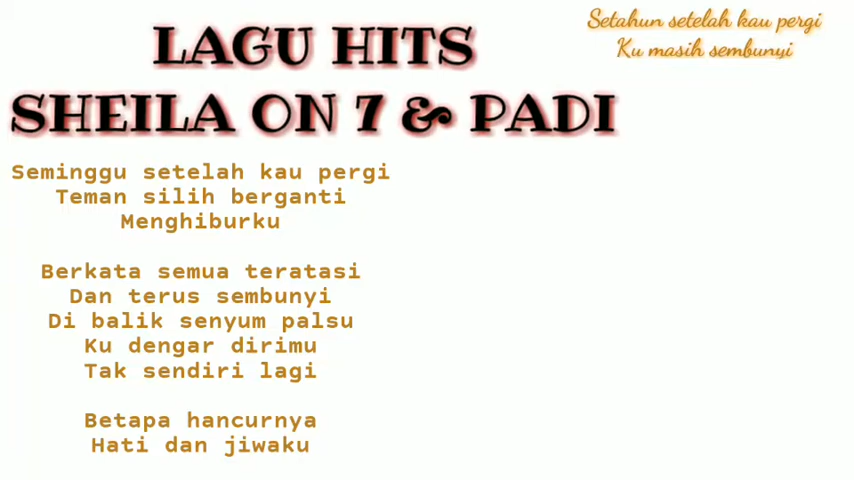 LAGU HITS
SHEILA ON 7 & PADI
Setahun setelah kau pergi
Ku masih sembunyi
Seminggu setelah kau pergi
Teman silih berganti
Menghiburku
Berkata semua teratasi
Dan terus sembunyi
Di balik senyum palsu
Ku dengar dirimu
Tak sendiri lagi
Betapa hancurnya
Hati dan jiwaku